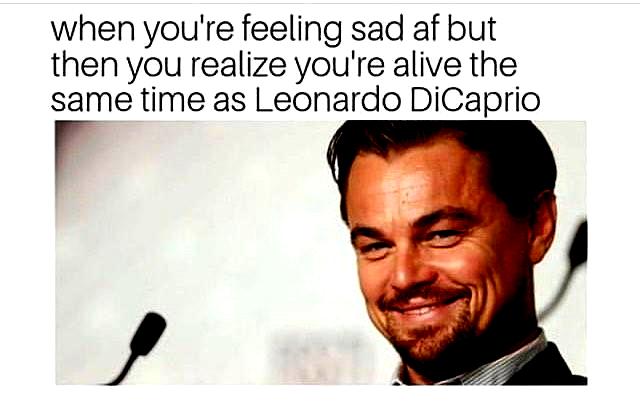 when you're feeling sad af but
then you realize you're alive the
same time as Leonardo DiCaprio